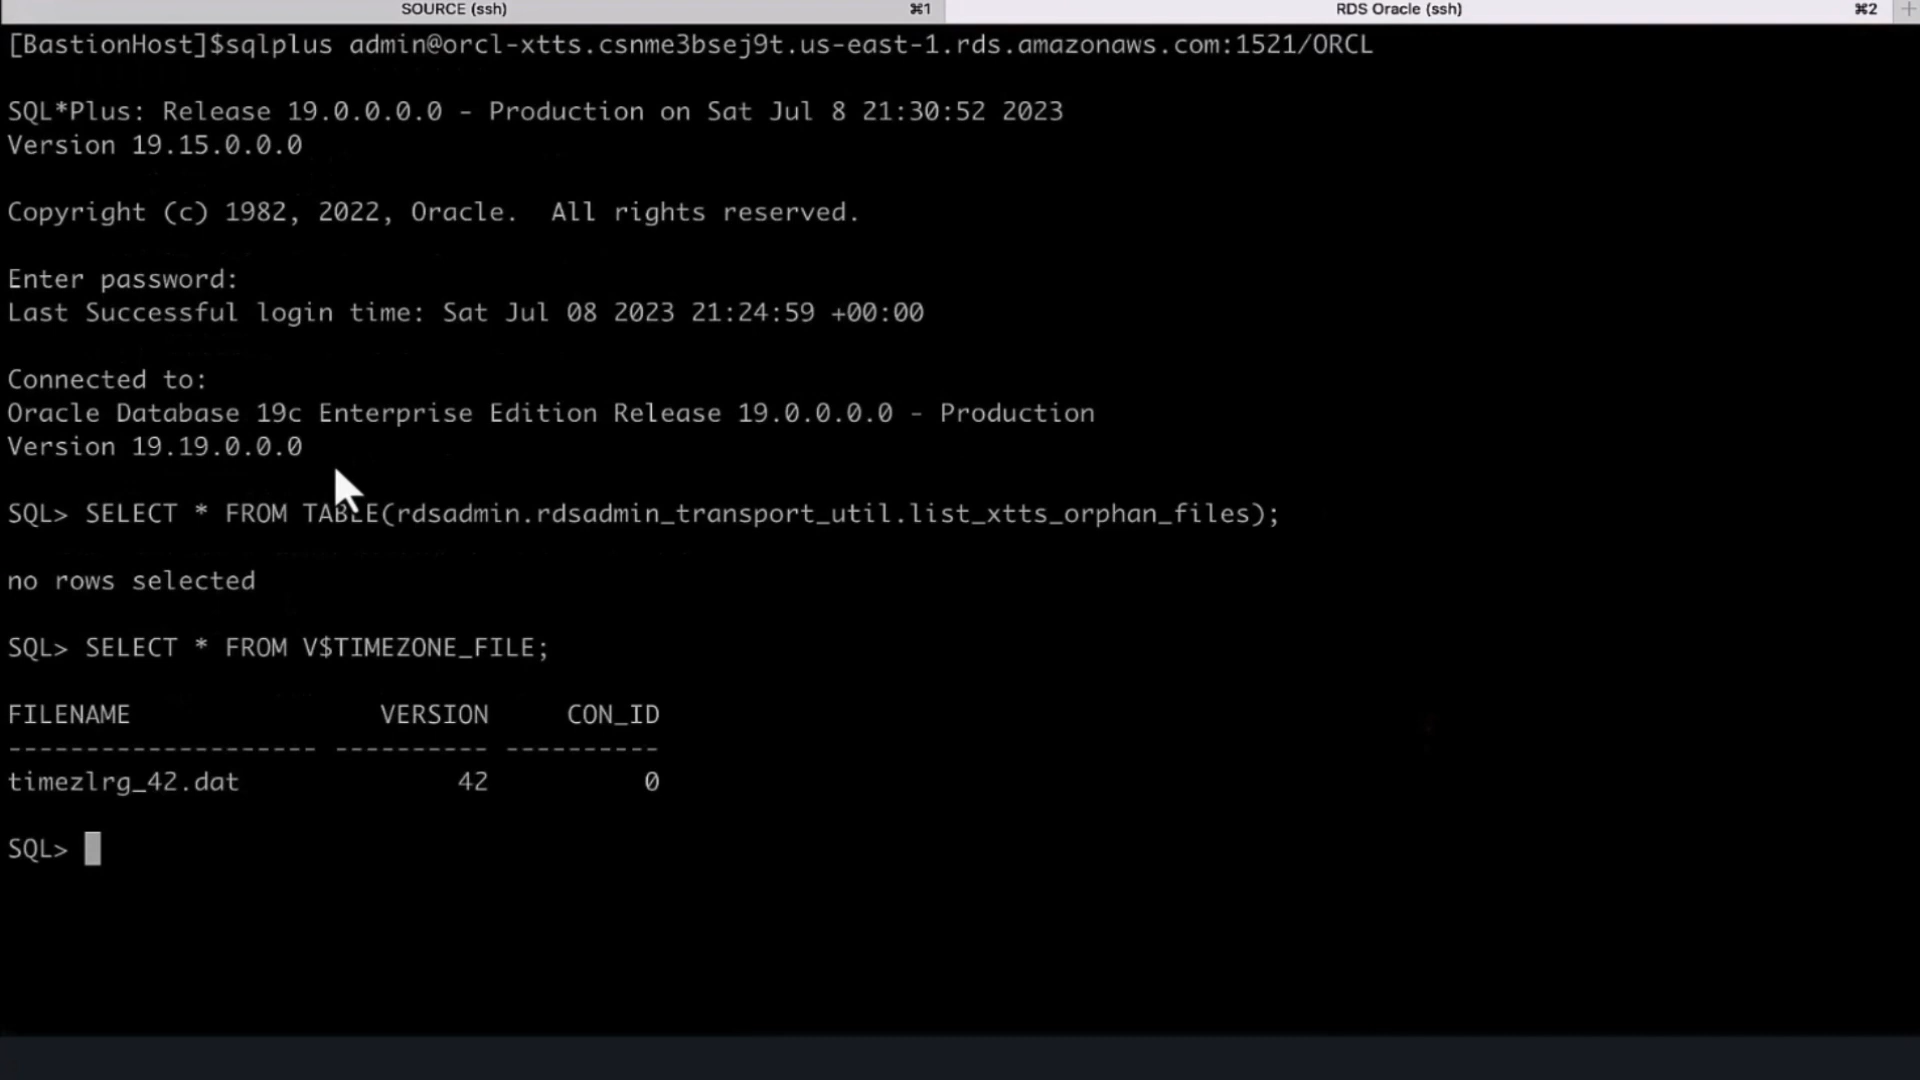 SOURCE (ssh) ⌘1 RDS Oracle (ssh) ⌘2 +
[BastionHost]$sqlplus admin@orcl-xtts.csnme3bsej9t.us-east-1.rds.amazonaws.com:1521/ORCL
SQL*Plus: Release 19.0.0.0.0 - Production on Sat Jul 8 21:30:52 2023
Version 19.15.0.0.0
Copyright (c) 1982, 2022, Oracle.  All rights reserved.
Enter password:
Last Successful login time: Sat Jul 08 2023 21:24:59 +00:00
Connected to:
Oracle Database 19c Enterprise Edition Release 19.0.0.0.0 - Production
Version 19.19.0.0.0
SQL> SELECT * FROM TABLE(rdsadmin.rdsadmin_transport_util.list_xtts_orphan_files);
no rows selected
SQL> SELECT * FROM V$TIMEZONE_FILE;
FILENAME                VERSION     CON_ID
-------------------- ---------- ----------
timezlrg_42.dat              42          0
SQL>